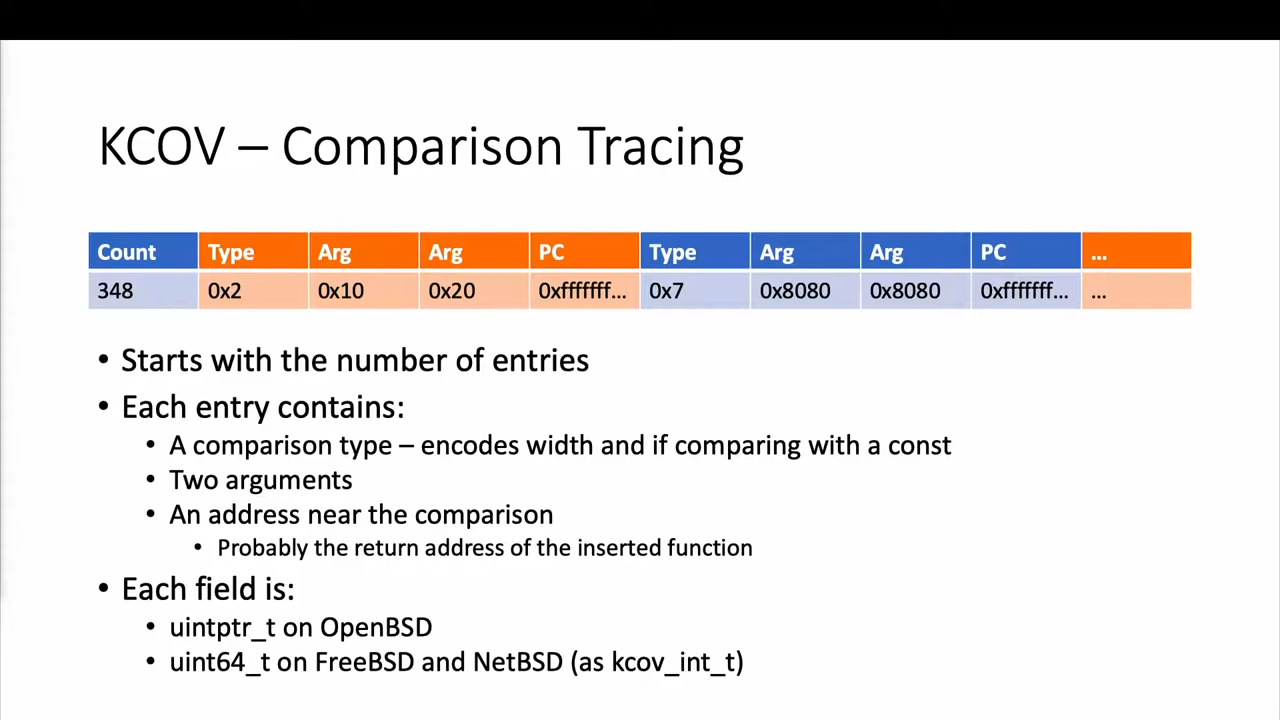 KCOV – Comparison Tracing
Count Type Arg Arg PC Type Arg Arg PC ...
348 0x2 0x10 0x20 0xfffffff... 0x7 0x8080 0x8080 0xfffffff... ...
• Starts with the number of entries
• Each entry contains:
• A comparison type – encodes width and if comparing with a const
• Two arguments
• An address near the comparison
• Probably the return address of the inserted function
• Each field is:
• uintptr_t on OpenBSD
• uint64_t on FreeBSD and NetBSD (as kcov_int_t)